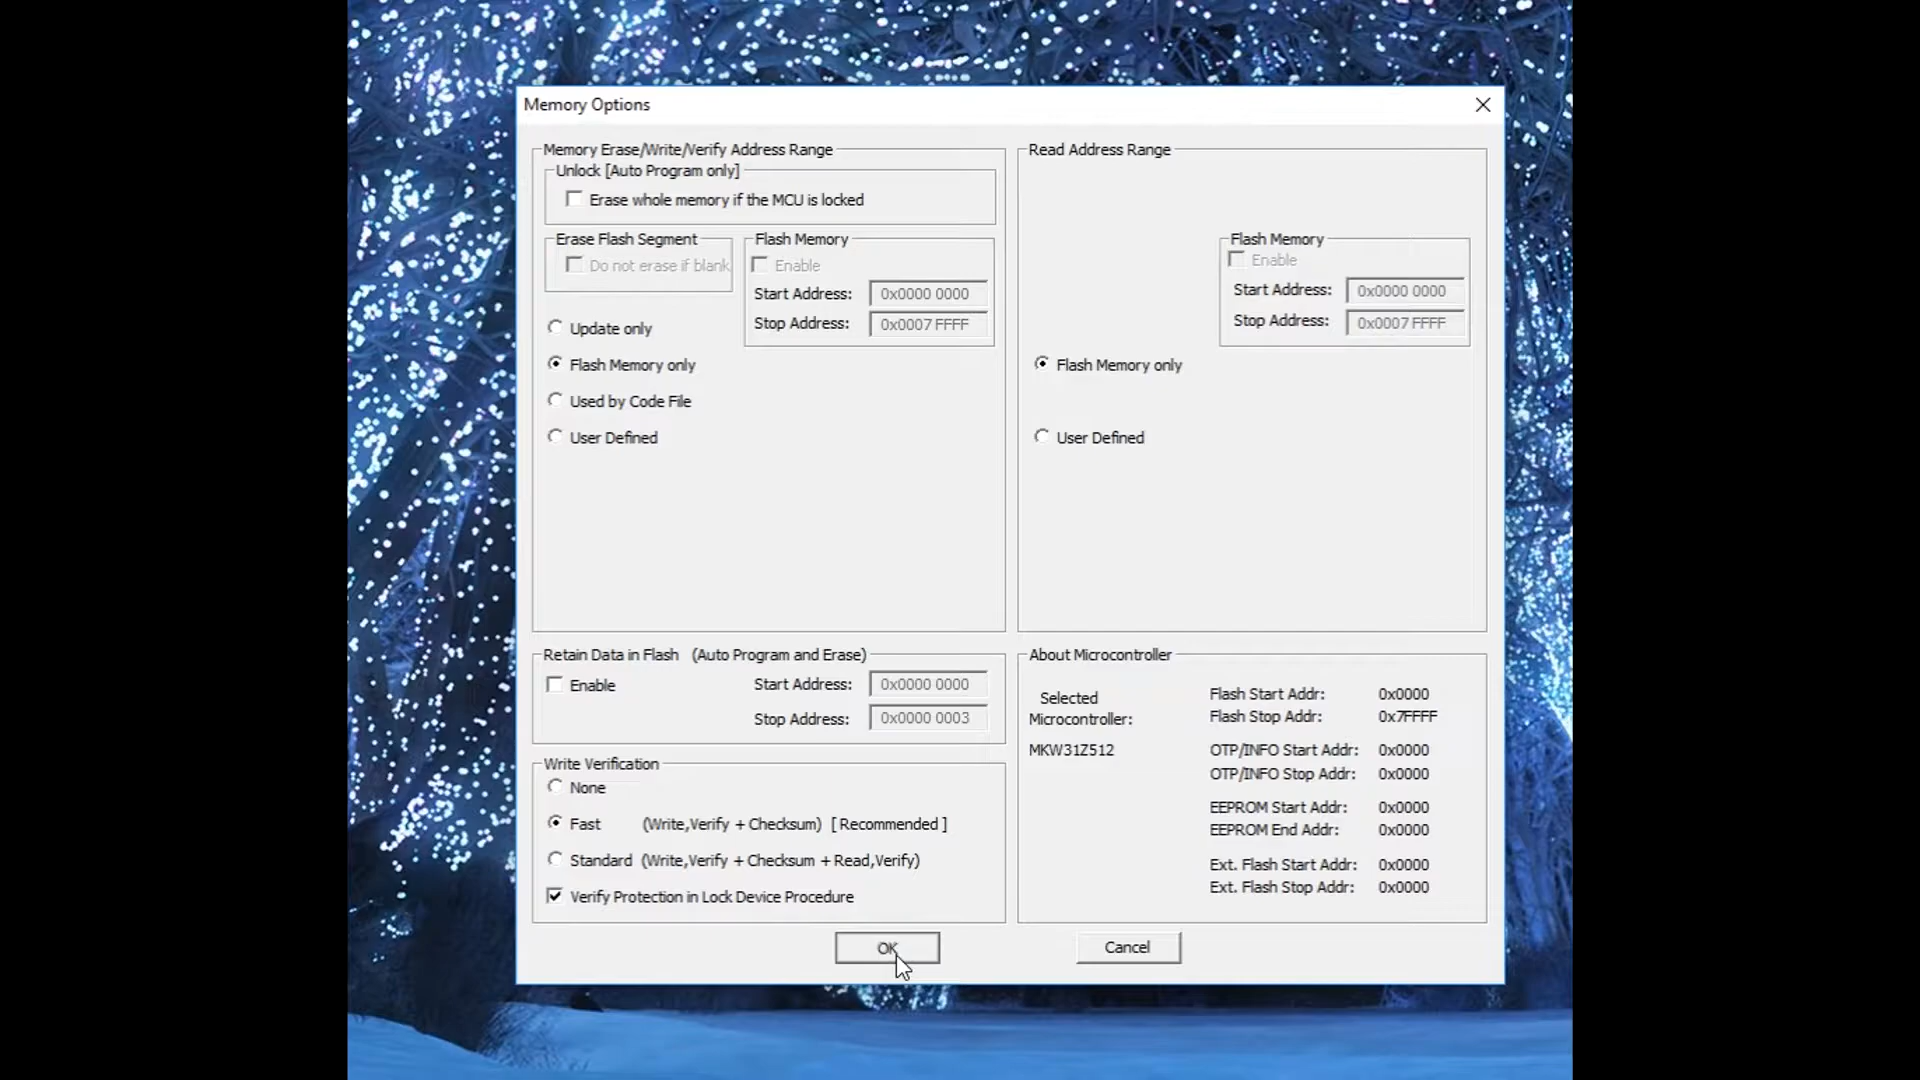 Memory Options
Memory Erase/Write/Verify Address Range
Unlock [Auto Program only]
Erase whole memory if the MCU is locked
Erase Flash Segment
Do not erase if blank
Flash Memory
Enable
Start Address: 0x0000 0000
Stop Address: 0x0007 FFFF
Update only
Flash Memory only
Used by Code File
User Defined
Read Address Range
Flash Memory
Enable
Start Address: 0x0000 0000
Stop Address: 0x0007 FFFF
Flash Memory only
User Defined
Retain Data in Flash (Auto Program and Erase)
Enable
Start Address: 0x0000 0000
Stop Address: 0x0000 0003
Write Verification
None
Fast (Write,Verify + Checksum) [ Recommended ]
Standard (Write,Verify + Checksum + Read,Verify)
Verify Protection in Lock Device Procedure
About Microcontroller
Selected
Microcontroller:
MKW31Z512
Flash Start Addr: 0x0000
Flash Stop Addr: 0x7FFFF
OTP/INFO Start Addr: 0x0000
OTP/INFO Stop Addr: 0x0000
EEPROM Start Addr: 0x0000
EEPROM End Addr: 0x0000
Ext. Flash Start Addr: 0x0000
Ext. Flash Stop Addr: 0x0000
OK
Cancel